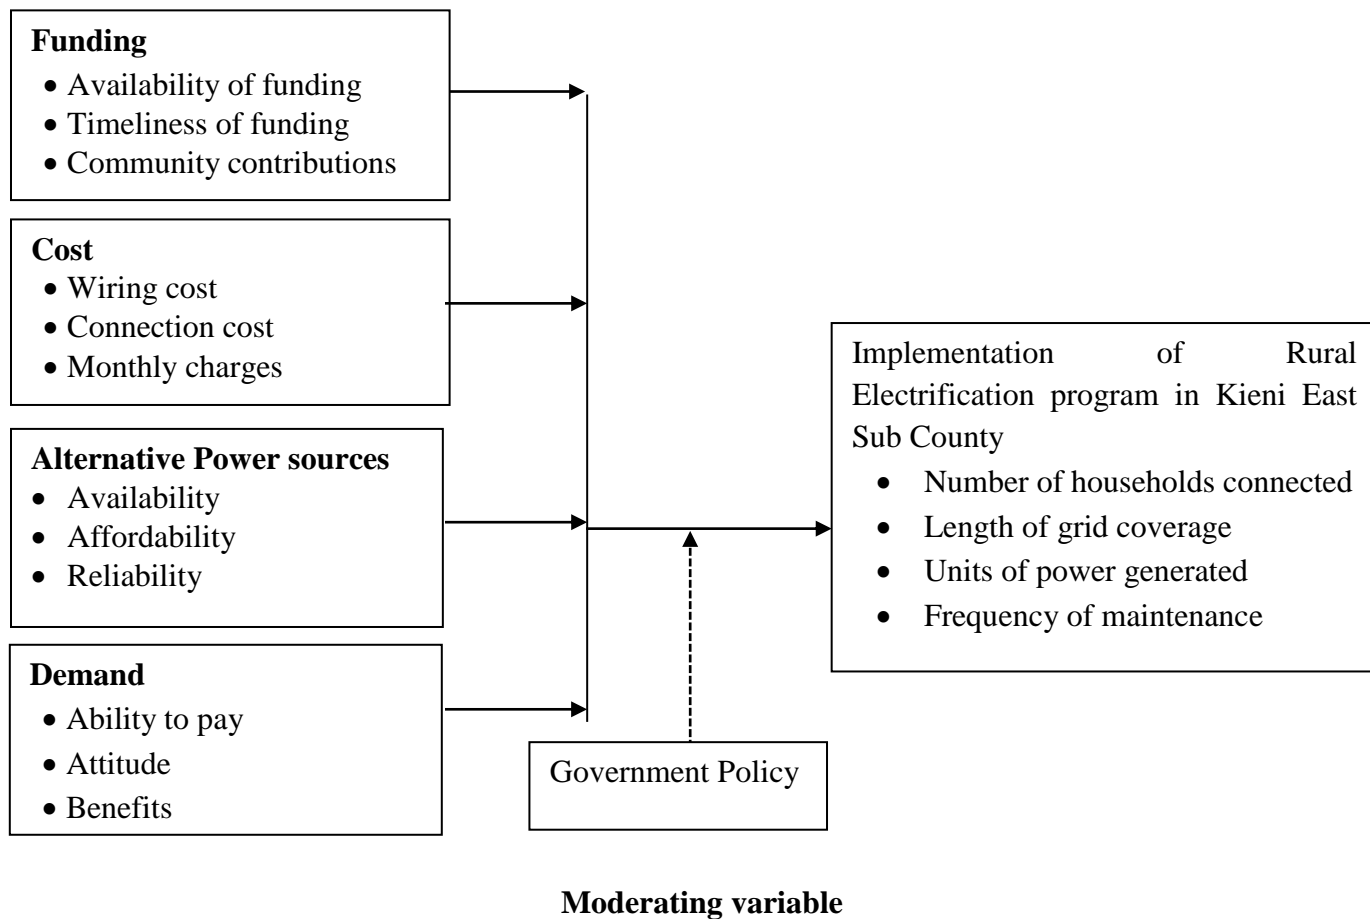 Funding
• Availability of funding
• Timeliness of funding
• Community contributions
Cost
• Wiring cost
• Connection cost
• Monthly charges
Alternative Power sources
• Availability
• Affordability
• Reliability
Demand
• Ability to pay
• Attitude
• Benefits
Implementation of Rural
Electrification program in Kieni East
Sub County
• Number of households connected
• Length of grid coverage
• Units of power generated
• Frequency of maintenance
Government Policy
Moderating variable